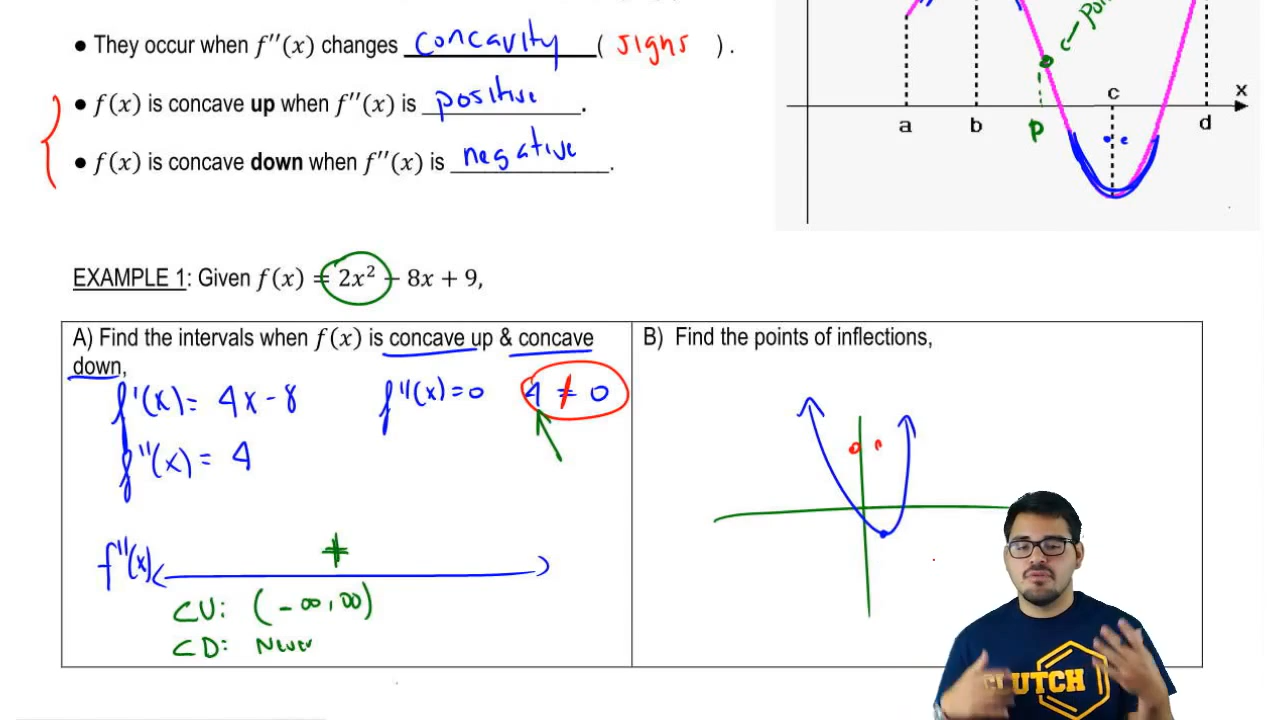 ● They occur when f''(x) changes concavity ( signs ).
● f(x) is concave up when f''(x) is positive.
● f(x) is concave down when f''(x) is negative.
point
x
a b p c d
e
EXAMPLE 1: Given f(x) = 2x² − 8x + 9,
A) Find the intervals when f(x) is concave up & concave
down,
f'(x) = 4x - 8
f''(x) = 0 4 ≠ 0
f''(x) = 4
+
f''(x)
CU: (-∞, ∞)
CD: Never
B) Find the points of inflections,
CLUTCH